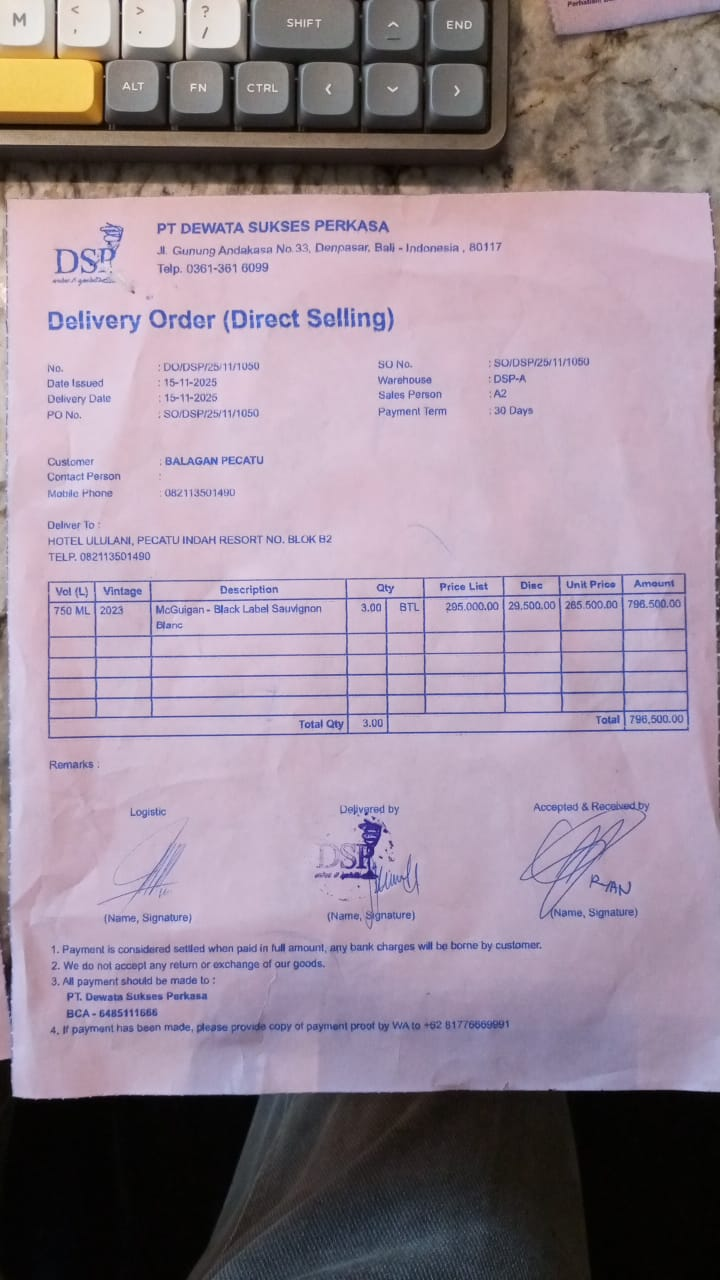 M
<
,
>
.
?
/
SHIFT
^
END
ALT
FN
CTRL
PT DEWATA SUKSES PERKASA
Jl. Gunung Andakasa No.33, Denpasar, Bali - Indonesia , 80117
Telp. 0361-361 6099
DSP
Delivery Order (Direct Selling)
No. : DO/DSP/25/11/1050 SO No. : SO/DSP/25/11/1050
Date Issued : 15-11-2025 Warehouse : DSP-A
Delivery Date : 15-11-2025 Sales Person : A2
PO No. : SO/DSP/25/11/1050 Payment Term : 30 Days
Customer : BALAGAN PECATU
Contact Person :
Mobile Phone : 082113501490
Deliver To :
HOTEL ULULANI, PECATU INDAH RESORT NO. BLOK B2
TELP. 082113501490
Vol (L) Vintage Description Qty Price List Disc Unit Price Amount
750 ML 2023 McGuigan - Black Label Sauvignon 3.00 BTL 295,000.00 29,500.00 265,500.00 796,500.00
Blanc
Total Qty 3.00 Total 796,500.00
Remarks :
Logistic Delivered by Accepted & Received by
DSP
RYAN
(Name, Signature) (Name, Signature) (Name, Signature)
1. Payment is considered settled when paid in full amount, any bank charges will be borne by customer.
2. We do not accept any return or exchange of our goods.
3. All payment should be made to :
PT. Dewata Sukses Perkasa
BCA - 6485111666
4. If payment has been made, please provide copy of payment proof by WA to +62 81776669991